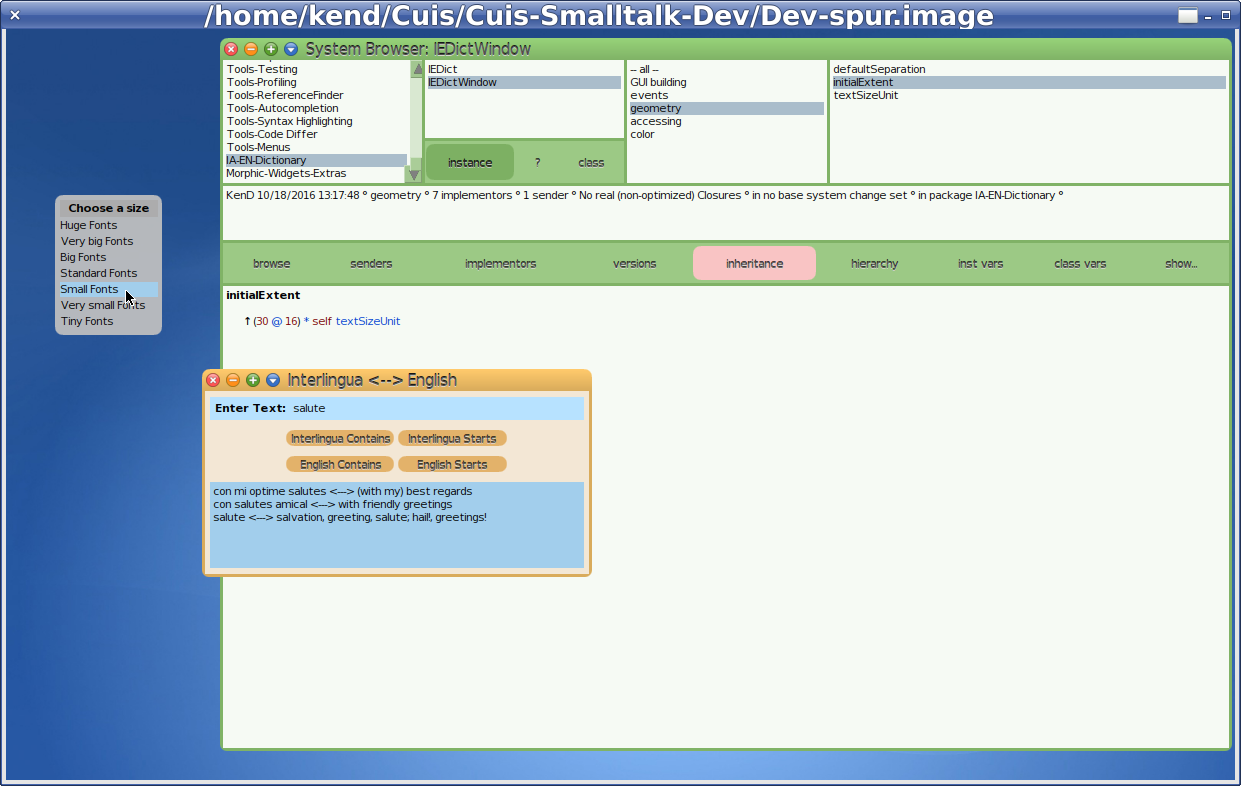 /home/kend/Cuis/Cuis-Smalltalk-Dev/Dev-spur.image
System Browser: IEDictWindow
Tools-Testing
Tools-Profiling
Tools-ReferenceFinder
Tools-Autocompletion
Tools-Syntax Highlighting
Tools-Code Differ
Tools-Menus
IA-EN-Dictionary
Morphic-Widgets-Extras
IEDict
IEDictWindow
instance ? class
-- all --
GUI building
events
geometry
accessing
color
defaultSeparation
initialExtent
textSizeUnit
KenD 10/18/2016 13:17:48 º geometry º 7 implementors º 1 sender º No real (non-optimized) Closures º in no base system change set º in package IA-EN-Dictionary º
browse senders implementors versions inheritance hierarchy inst vars class vars show...
initialExtent
↑ (30 @ 16) * self textSizeUnit
Choose a size
Huge Fonts
Very big Fonts
Big Fonts
Standard Fonts
Small Fonts
Very small Fonts
Tiny Fonts
Interlingua <--> English
Enter Text: salute
Interlingua Contains Interlingua Starts
English Contains English Starts
con mi optime salutes <---> (with my) best regards
con salutes amical <---> with friendly greetings
salute <---> salvation, greeting, salute; hail!, greetings!